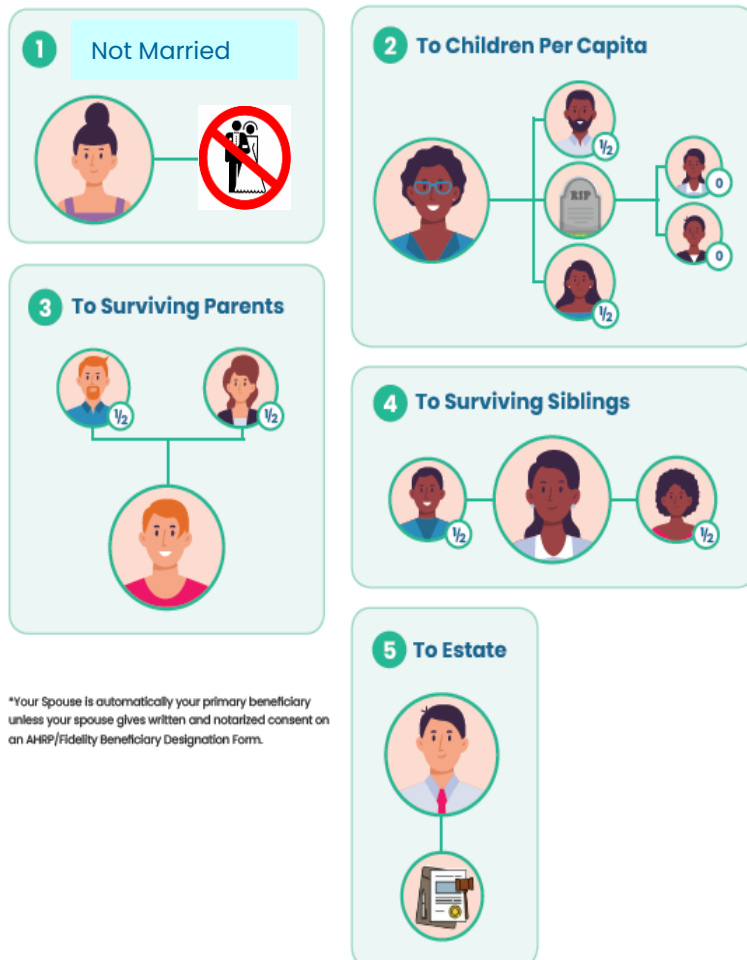 1 Not Married
2 To Children Per Capita
½
RIP
0
0
½
3 To Surviving Parents
½ ½
4 To Surviving Siblings
½ ½
5 To Estate
*Your Spouse is automatically your primary beneficiary
unless your spouse gives written and notarized consent on
an AHRP/Fidelity Beneficiary Designation Form.